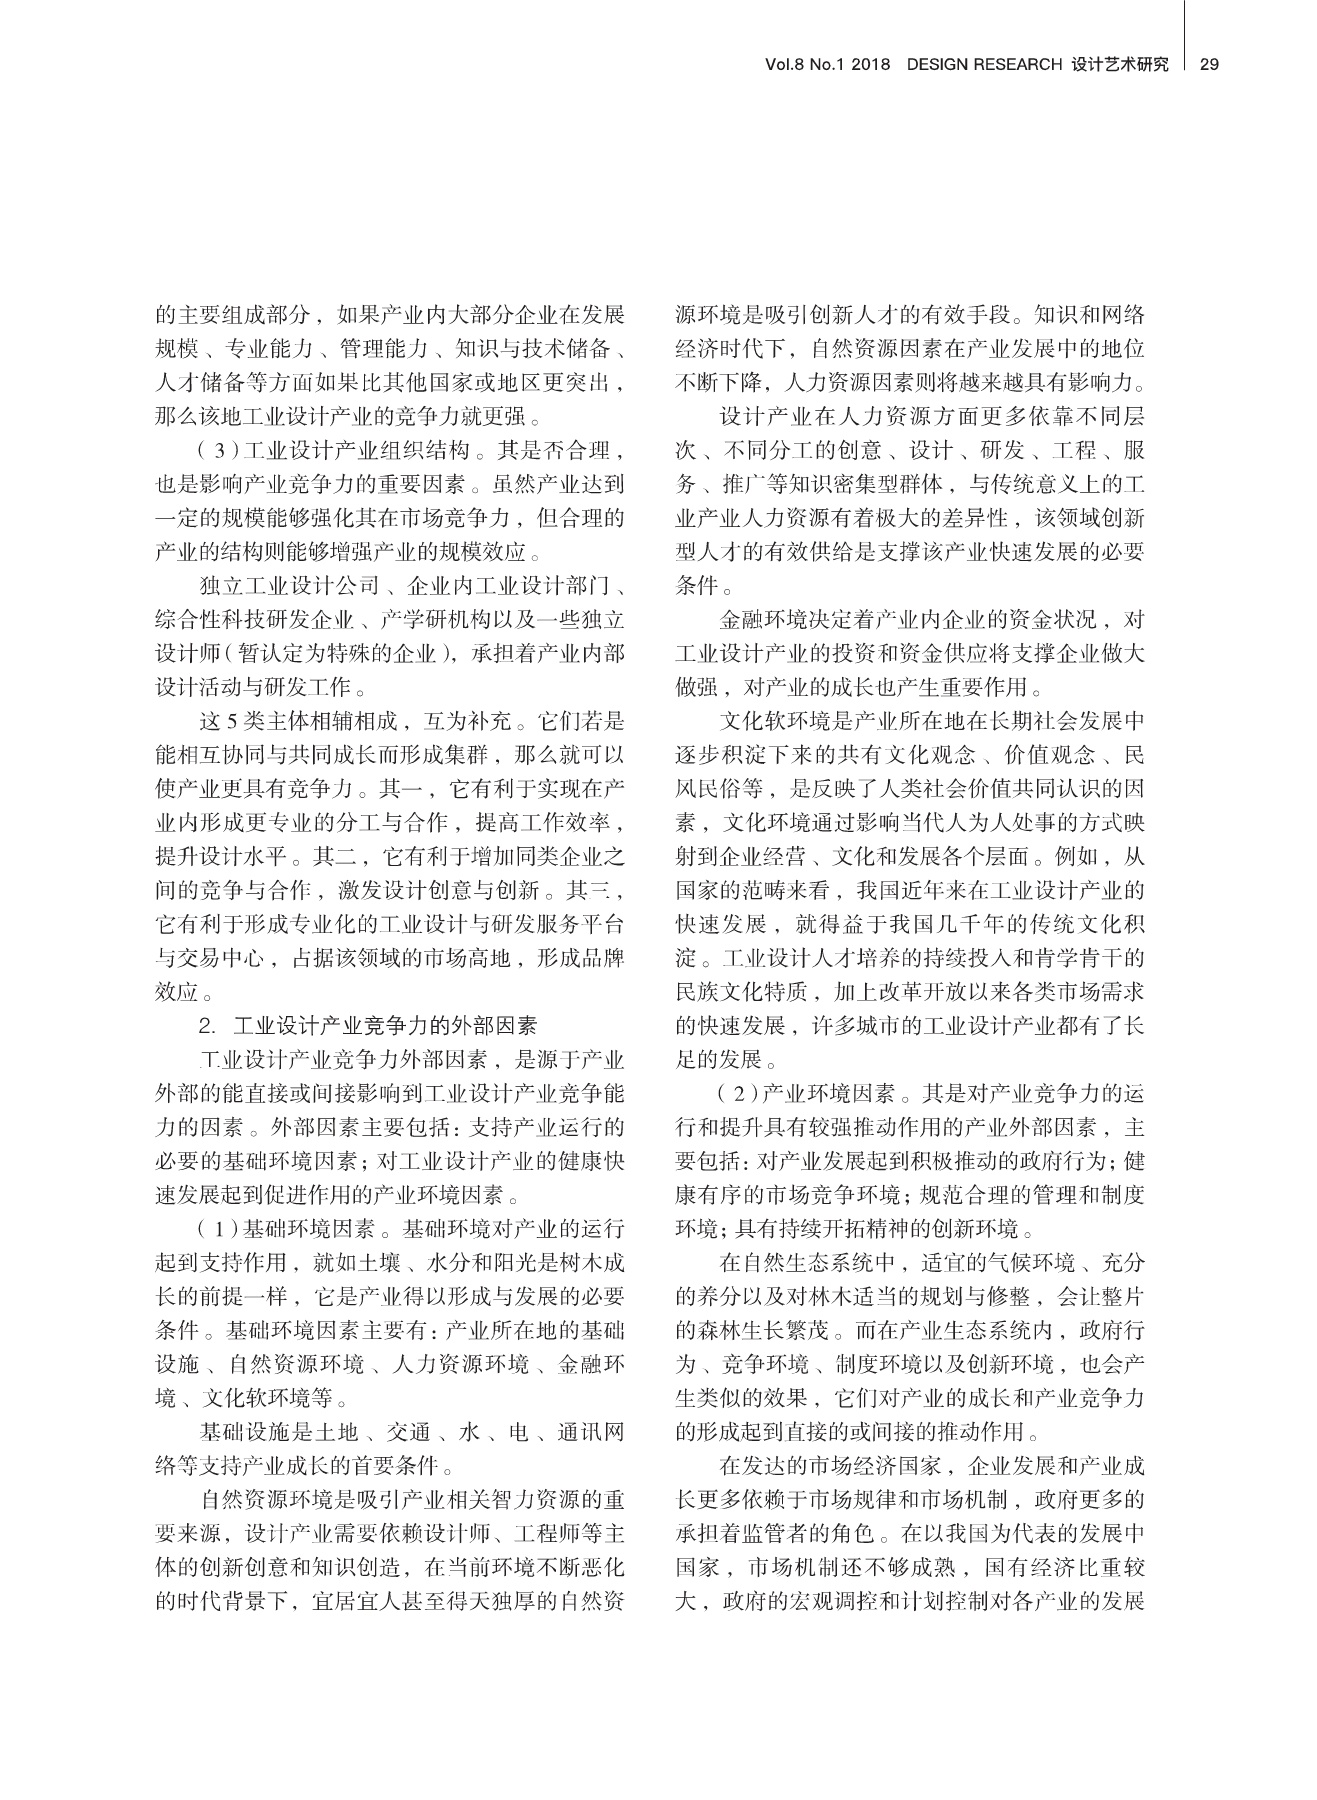 Vol.8 No.1 2018 DESIGN RESEARCH 设计艺术研究 29
的主要组成部分，如果产业内大部分企业在发展
规模、专业能力、管理能力、知识与技术储备、
人才储备等方面如果比其他国家或地区更突出，
那么该地工业设计产业的竞争力就更强。
（3）工业设计产业组织结构。其是否合理，
也是影响产业竞争力的重要因素。虽然产业达到
一定的规模能够强化其在市场竞争力，但合理的
产业的结构则能够增强产业的规模效应。
独立工业设计公司、企业内工业设计部门、
综合性科技研发企业、产学研机构以及一些独立
设计师（暂认定为特殊的企业），承担着产业内部
设计活动与研发工作。
这5类主体相辅相成，互为补充。它们若是
能相互协同与共同成长而形成集群，那么就可以
使产业更具有竞争力。其一，它有利于实现在产
业内形成更专业的分工与合作，提高工作效率，
提升设计水平。其二，它有利于增加同类企业之
间的竞争与合作，激发设计创意与创新。其三，
它有利于形成专业化的工业设计与研发服务平台
与交易中心，占据该领域的市场高地，形成品牌
效应。
2. 工业设计产业竞争力的外部因素
工业设计产业竞争力外部因素，是源于产业
外部的能直接或间接影响到工业设计产业竞争能
力的因素。外部因素主要包括：支持产业运行的
必要的基础环境因素；对工业设计产业的健康快
速发展起到促进作用的产业环境因素。
（1）基础环境因素。基础环境对产业的运行
起到支持作用，就如土壤、水分和阳光是树木成
长的前提一样，它是产业得以形成与发展的必要
条件。基础环境因素主要有：产业所在地的基础
设施、自然资源环境、人力资源环境、金融环
境、文化软环境等。
基础设施是土地、交通、水、电、通讯网
络等支持产业成长的首要条件。
自然资源环境是吸引产业相关智力资源的重
要来源，设计产业需要依赖设计师、工程师等主
体的创新创意和知识创造，在当前环境不断恶化
的时代背景下，宜居宜人甚至得天独厚的自然资
源环境是吸引创新人才的有效手段。知识和网络
经济时代下，自然资源因素在产业发展中的地位
不断下降，人力资源因素则将越来越具有影响力。
设计产业在人力资源方面更多依靠不同层
次、不同分工的创意、设计、研发、工程、服
务、推广等知识密集型群体，与传统意义上的工
业产业人力资源有着极大的差异性，该领域创新
型人才的有效供给是支撑该产业快速发展的必要
条件。
金融环境决定着产业内企业的资金状况，对
工业设计产业的投资和资金供应将支撑企业做大
做强，对产业的成长也产生重要作用。
文化软环境是产业所在地在长期社会发展中
逐步积淀下来的共有文化观念、价值观念、民
风民俗等，是反映了人类社会价值共同认识的因
素，文化环境通过影响当代人为人处事的方式映
射到企业经营、文化和发展各个层面。例如，从
国家的范畴来看，我国近年来在工业设计产业的
快速发展，就得益于我国几千年的传统文化积
淀。工业设计人才培养的持续投入和肯学肯干的
民族文化特质，加上改革开放以来各类市场需求
的快速发展，许多城市的工业设计产业都有了长
足的发展。
（2）产业环境因素。其是对产业竞争力的运
行和提升具有较强推动作用的产业外部因素，主
要包括：对产业发展起到积极推动的政府行为；健
康有序的市场竞争环境；规范合理的管理和制度
环境；具有持续开拓精神的创新环境。
在自然生态系统中，适宜的气候环境、充分
的养分以及对林木适当的规划与修整，会让整片
的森林生长繁茂。而在产业生态系统内，政府行
为、竞争环境、制度环境以及创新环境，也会产
生类似的效果，它们对产业的成长和产业竞争力
的形成起到直接的或间接的推动作用。
在发达的市场经济国家，企业发展和产业成
长更多依赖于市场规律和市场机制，政府更多的
承担着监管者的角色。在以我国为代表的发展中
国家，市场机制还不够成熟，国有经济比重较
大，政府的宏观调控和计划控制对各产业的发展